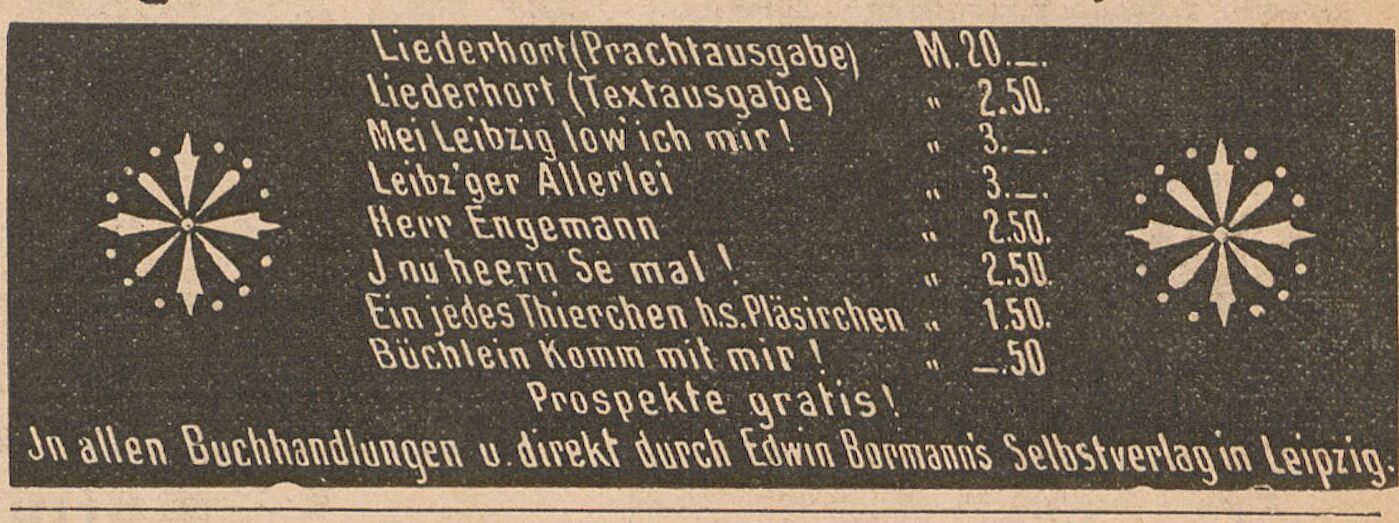 Liederhort (Prachtausgabe) M. 20._.
Liederhort (Textausgabe) „ 2.50.
Mei Leibzig low' ich mir! „ 3._.
Leibz'ger Allerlei „ 3._.
Herr Engemann „ 2.50.
J nu heern Se mal! „ 2.50.
Ein jedes Thierchen h.s. Pläsirchen „ 1.50.
Büchlein Komm mit mir! „ _.50
Prospekte gratis!
Jn allen Buchhandlungen u. direkt durch Edwin Bormann's Selbstverlag in Leipzig.